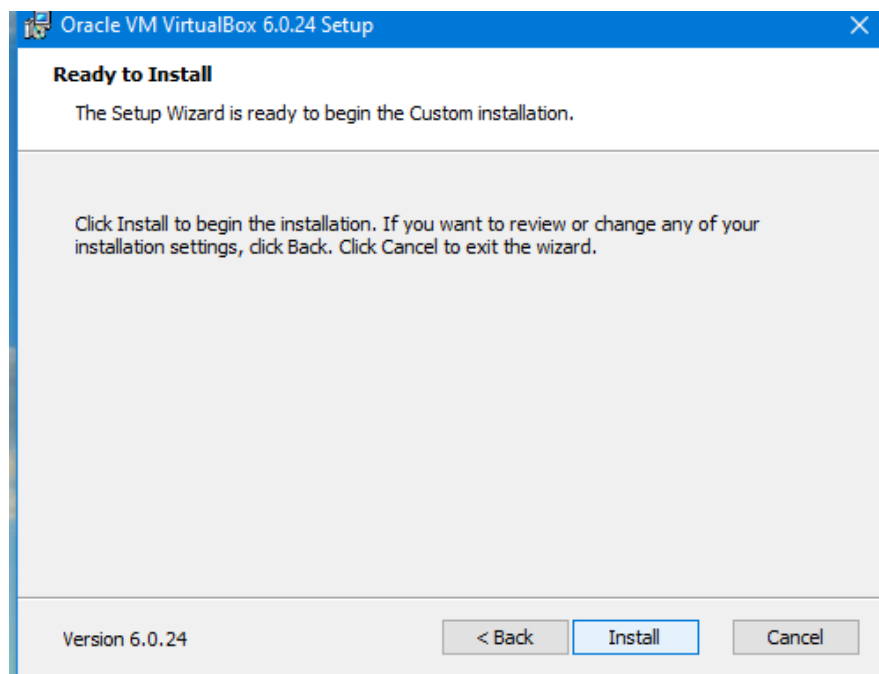 Oracle VM VirtualBox 6.0.24 Setup
Ready to Install
The Setup Wizard is ready to begin the Custom installation.
Click Install to begin the installation. If you want to review or change any of your
installation settings, click Back. Click Cancel to exit the wizard.
Version 6.0.24
< Back
Install
Cancel